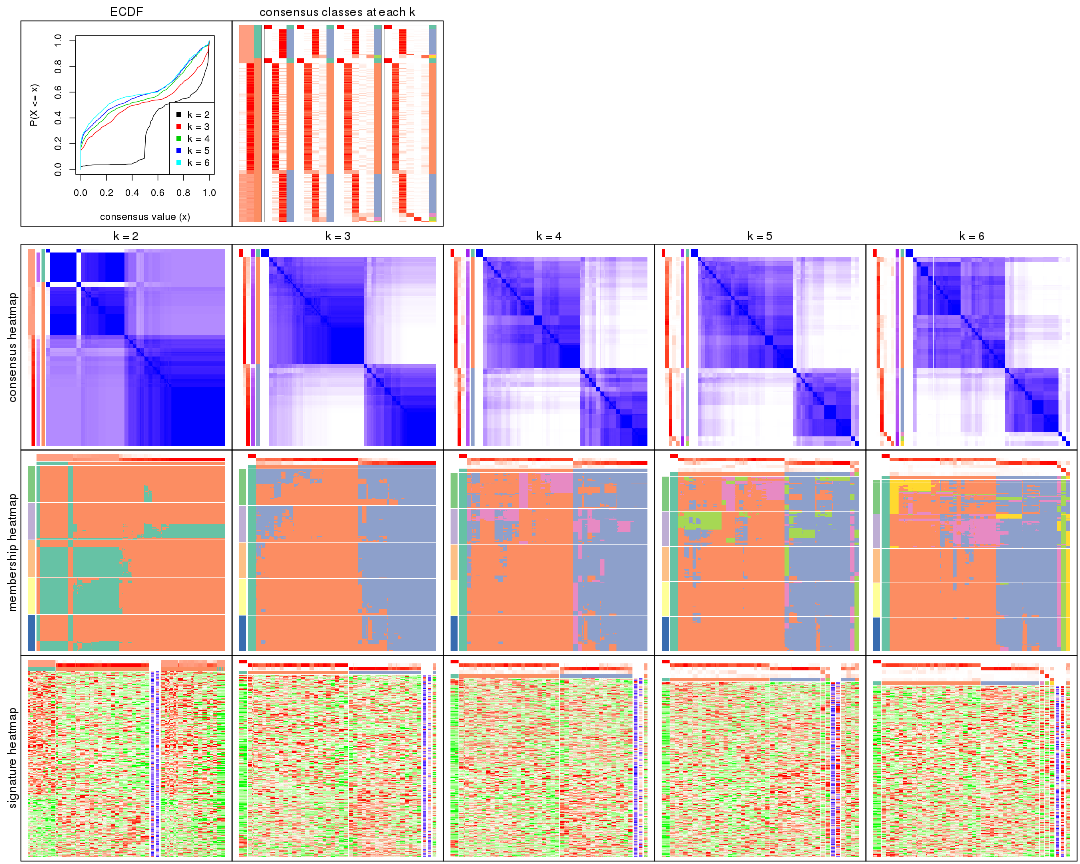 ECDF
consensus classes at each k
P(X <= x)
1.0
0.8
0.6
0.4
0.2
0.0
k = 2
k = 3
k = 4
k = 5
k = 6
0.0 0.2 0.4 0.6 0.8 1.0
consensus value (x)
k = 2 k = 3 k = 4 k = 5 k = 6
consensus heatmap
membership heatmap
signature heatmap